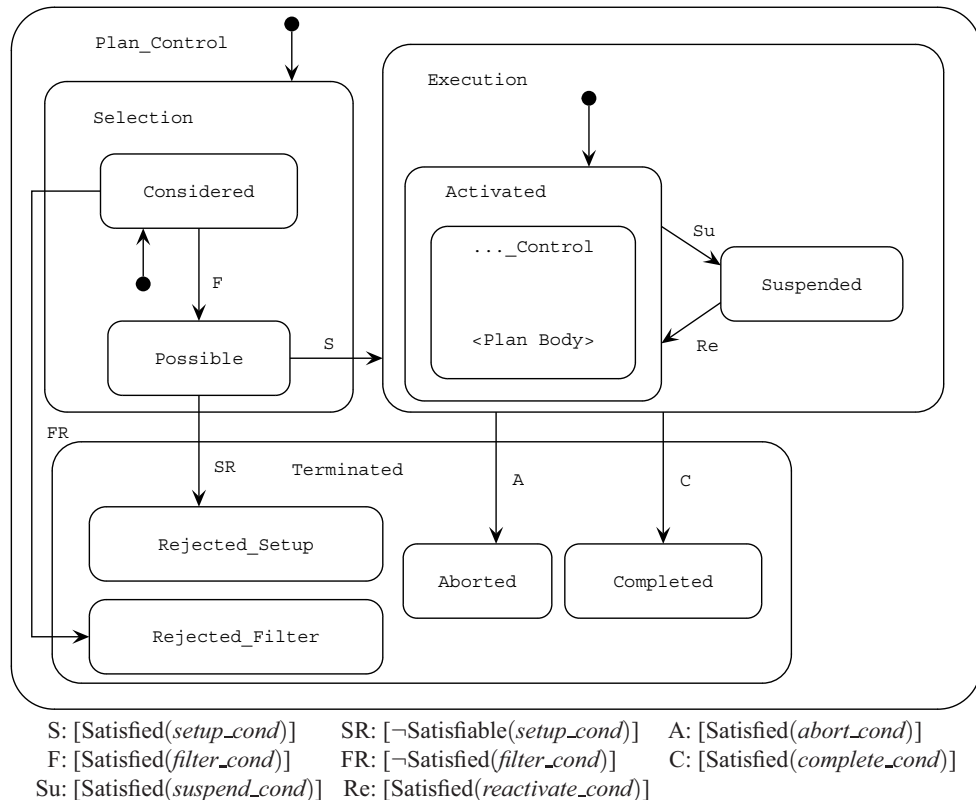 Plan_Control
Execution
Selection
Activated
Considered
..._Control
Su
Suspended
F
<Plan Body>
Possible
S
Re
FR
SR
Terminated
A
C
Rejected_Setup
Aborted
Completed
Rejected_Filter
S: [Satisfied(setup_cond)] SR: [¬Satisfiable(setup_cond)] A: [Satisfied(abort_cond)]
F: [Satisfied(filter_cond)] FR: [¬Satisfied(filter_cond)] C: [Satisfied(complete_cond)]
Su: [Satisfied(suspend_cond)] Re: [Satisfied(reactivate_cond)]